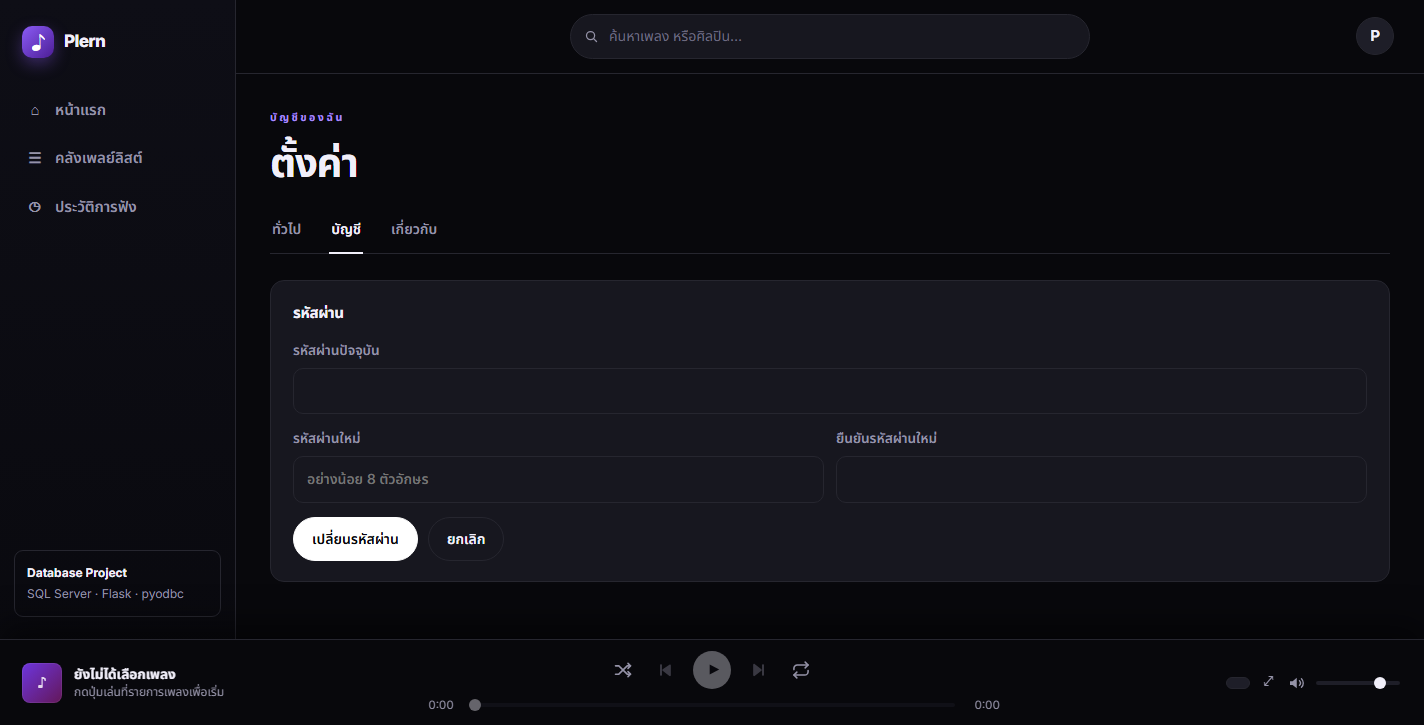 Plern
ค้นหาเพลง หรือศิลปิน...
P
หน้าแรก
คลังเพลย์ลิสต์
ประวัติการฟัง
บัญชีของฉัน
ตั้งค่า
ทั่วไป
บัญชี
เกี่ยวกับ
รหัสผ่าน
รหัสผ่านปัจจุบัน
รหัสผ่านใหม่
ยืนยันรหัสผ่านใหม่
อย่างน้อย 8 ตัวอักษร
เปลี่ยนรหัสผ่าน
ยกเลิก
Database Project
SQL Server · Flask · pyodbc
ยังไม่ได้เลือกเพลง
กดปุ่มเล่นที่รายการเพลงเพื่อเริ่ม
0:00
0:00